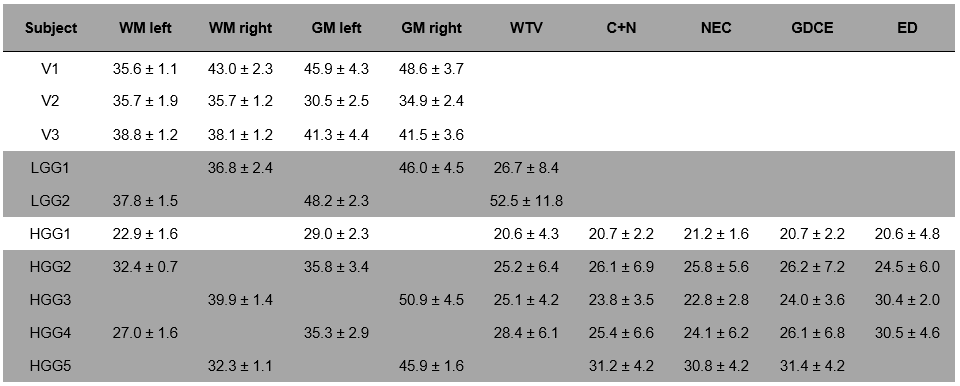 Subject WM left WM right GM left GM right WTV C+N NEC GDCE ED
V1 35.6 ± 1.1 43.0 ± 2.3 45.9 ± 4.3 48.6 ± 3.7
V2 35.7 ± 1.9 35.7 ± 1.2 30.5 ± 2.5 34.9 ± 2.4
V3 38.8 ± 1.2 38.1 ± 1.2 41.3 ± 4.4 41.5 ± 3.6
LGG1 36.8 ± 2.4 46.0 ± 4.5 26.7 ± 8.4
LGG2 37.8 ± 1.5 48.2 ± 2.3 52.5 ± 11.8
HGG1 22.9 ± 1.6 29.0 ± 2.3 20.6 ± 4.3 20.7 ± 2.2 21.2 ± 1.6 20.7 ± 2.2 20.6 ± 4.8
HGG2 32.4 ± 0.7 35.8 ± 3.4 25.2 ± 6.4 26.1 ± 6.9 25.8 ± 5.6 26.2 ± 7.2 24.5 ± 6.0
HGG3 39.9 ± 1.4 50.9 ± 4.5 25.1 ± 4.2 23.8 ± 3.5 22.8 ± 2.8 24.0 ± 3.6 30.4 ± 2.0
HGG4 27.0 ± 1.6 35.3 ± 2.9 28.4 ± 6.1 25.4 ± 6.6 24.1 ± 6.2 26.1 ± 6.8 30.5 ± 4.6
HGG5 32.3 ± 1.1 45.9 ± 1.6 31.2 ± 4.2 30.8 ± 4.2 31.4 ± 4.2